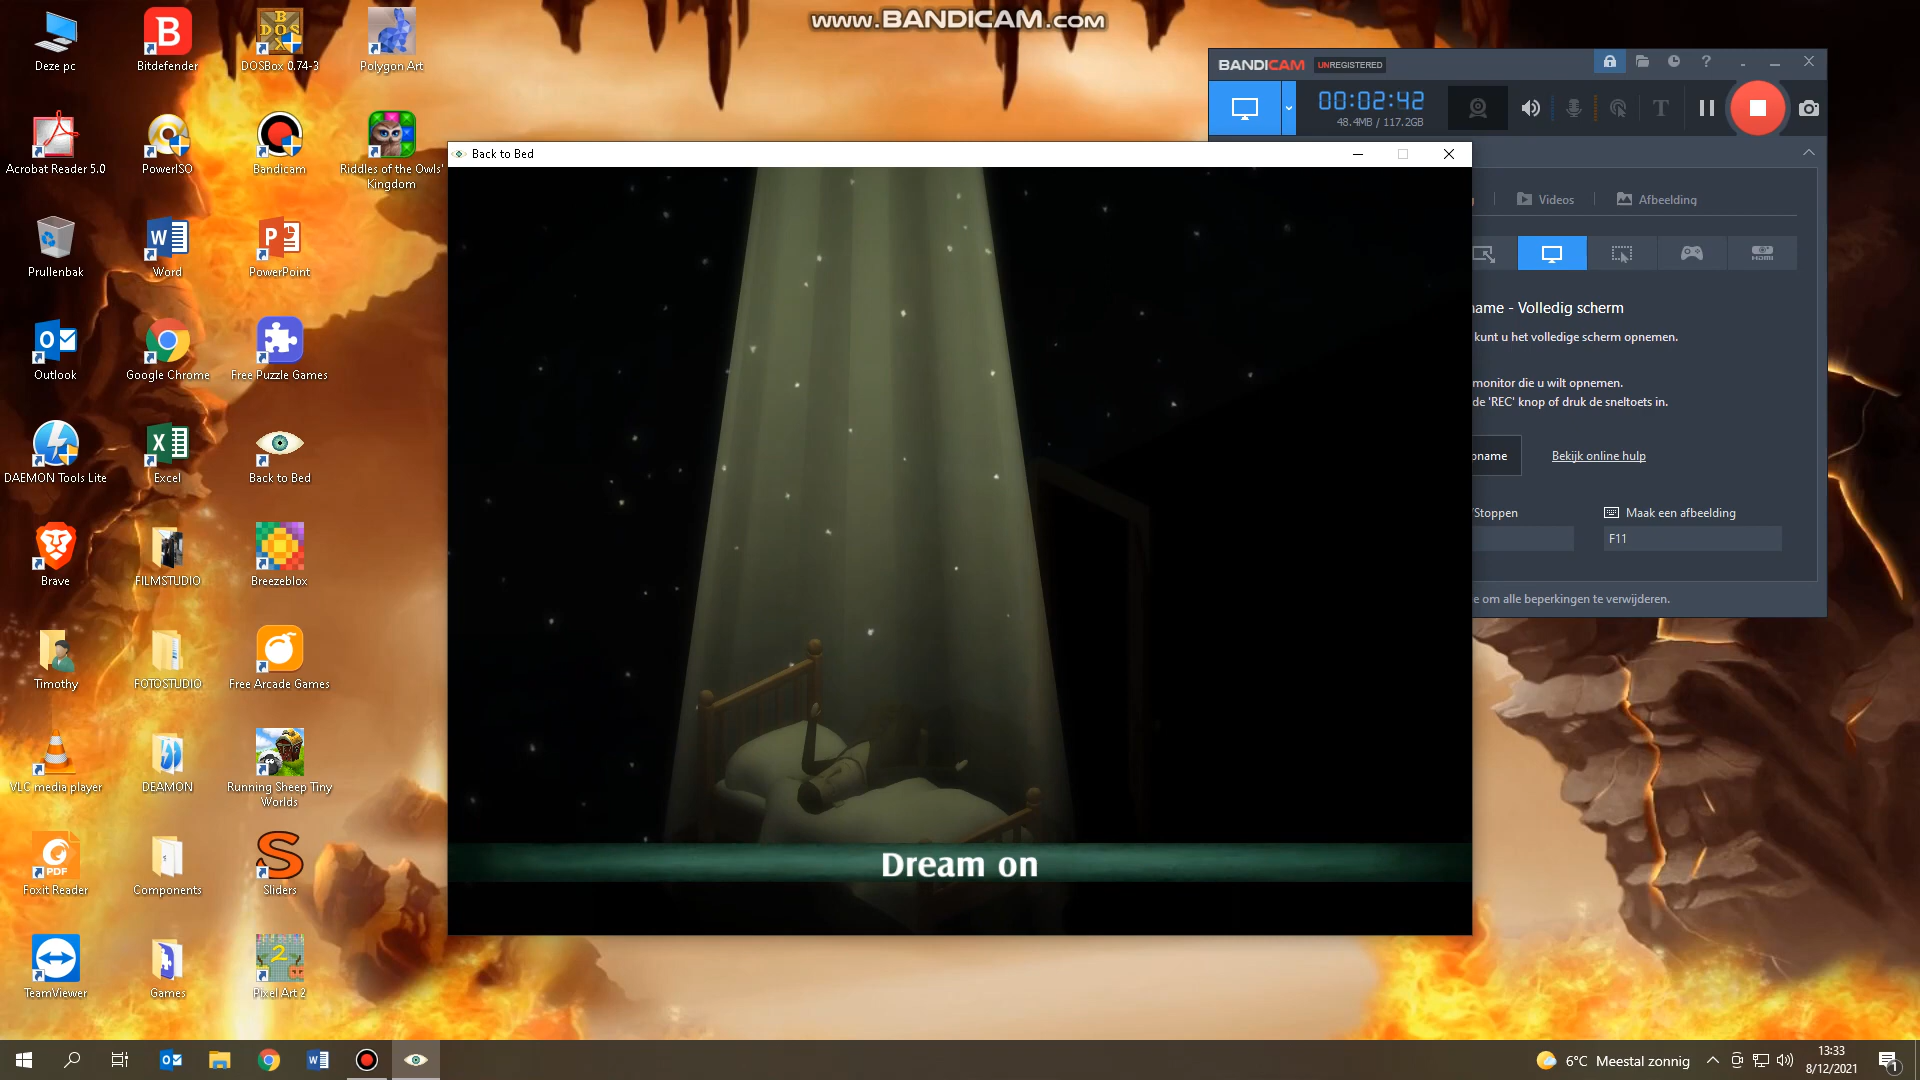 www.BANDICAM.com
Deze pc
Bitdefender
DOSBox 0.74-3
Polygon Art
Acrobat Reader 5.0
PowerISO
Bandicam
Riddles of the Owls'
Kingdom
Prullenbak
Word
PowerPoint
Outlook
Google Chrome
Free Puzzle Games
DAEMON Tools Lite
Excel
Back to Bed
Brave
FILMSTUDIO
Breezeblox
Timothy
FOTOSTUDIO
Free Arcade Games
VLC media player
DEAMON
Running Sheep Tiny
Worlds
Foxit Reader
Components
Sliders
TeamViewer
Games
Pixel Art 2
BANDICAM UNREGISTERED
00:02:42
48.4MB / 117.2GB
Back to Bed
Videos
Afbeelding
HDMI
ame - Volledig scherm
kunt u het volledige scherm opnemen.
monitor die u wilt opnemen.
de 'REC' knop of druk de sneltoets in.
oname
Bekijk online hulp
/Stoppen
Maak een afbeelding
F11
e om alle beperkingen te verwijderen.
Dream on
6°C Meestal zonnig
13:33
8/12/2021
1